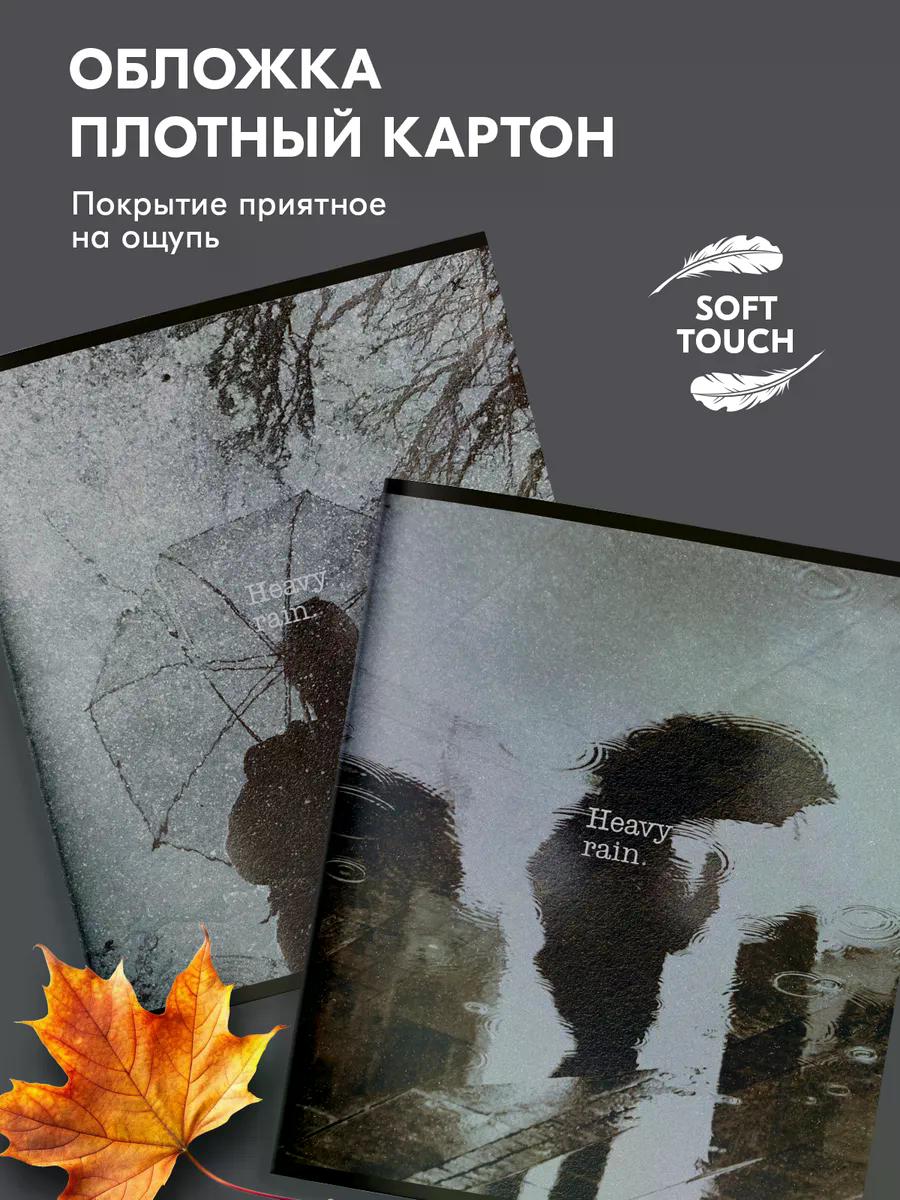 ОБЛОЖКА
ПЛОТНЫЙ КАРТОН
Покрытие приятное
на ощупь
SOFT
TOUCH
Heavy
rain.
Heavy
rain.